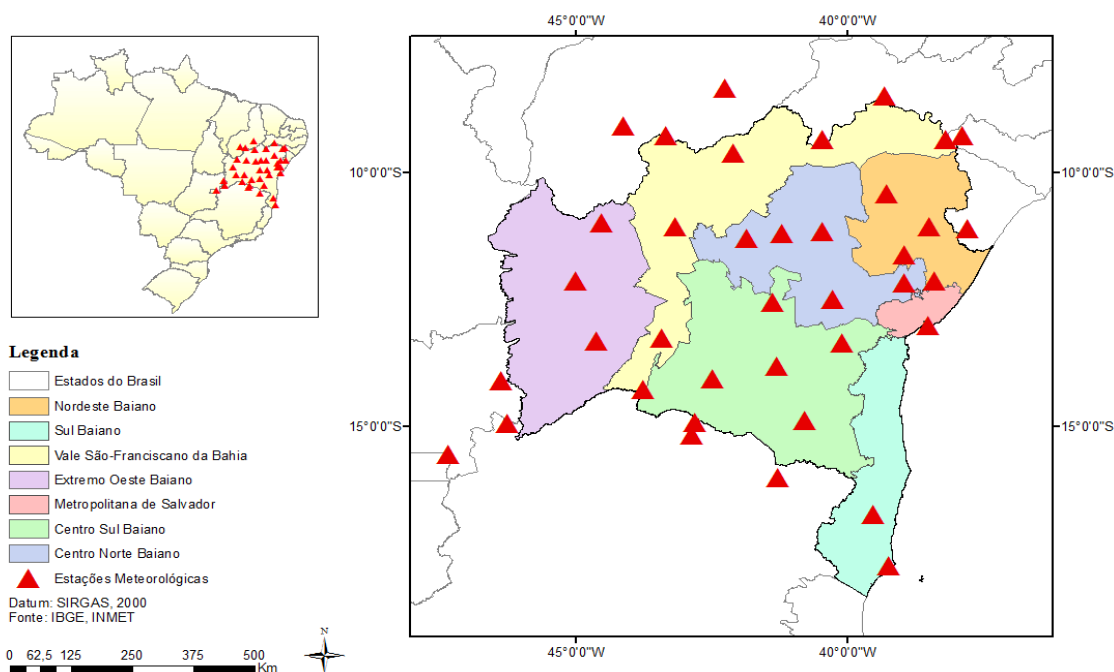 45°0'0"W 40°0'0"W
10°0'0"S 10°0'0"S
15°0'0"S 15°0'0"S
45°0'0"W 40°0'0"W
Legenda
Estados do Brasil
Nordeste Baiano
Sul Baiano
Vale São-Franciscano da Bahia
Extremo Oeste Baiano
Metropolitana de Salvador
Centro Sul Baiano
Centro Norte Baiano
Estações Meteorológicas
Datum: SIRGAS, 2000
Fonte: IBGE, INMET
N
0 62,5 125 250 375 500
Km